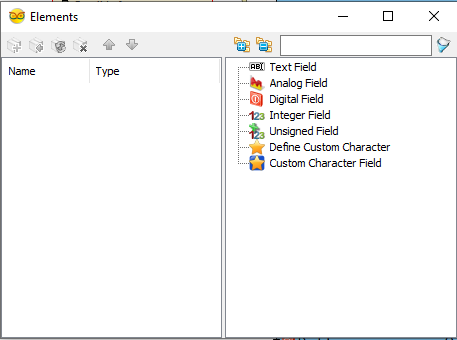 Elements
Name Type
Text Field
Analog Field
Digital Field
Integer Field
Unsigned Field
Define Custom Character
Custom Character Field